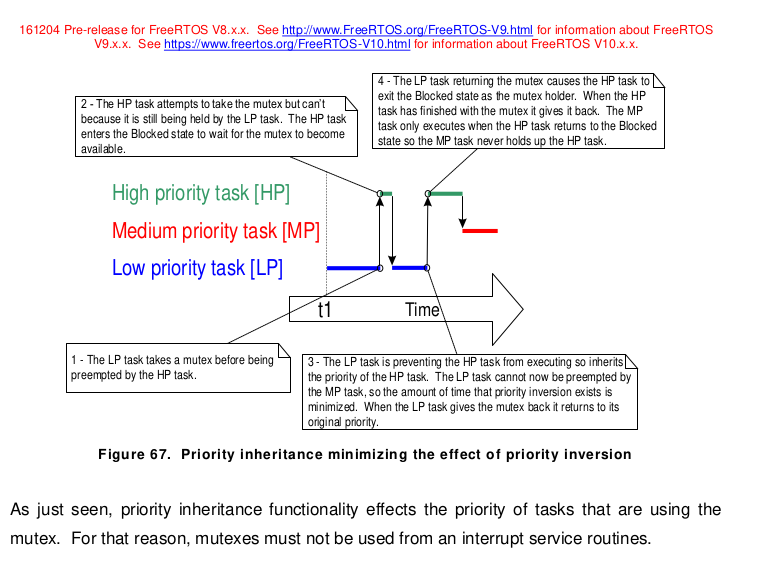 161204 Pre-release for FreeRTOS V8.x.x.  See http://www.FreeRTOS.org/FreeRTOS-V9.html for information about FreeRTOS
V9.x.x.  See https://www.freertos.org/FreeRTOS-V10.html for information about FreeRTOS V10.x.x.
2 - The HP task attempts to take the mutex but can't
because it is still being held by the LP task.  The HP task
enters the Blocked state to wait for the mutex to become
available.
4 - The LP task returning the mutex causes the HP task to
exit the Blocked state as the mutex holder.  When the HP
task has finished with the mutex it gives it back.  The MP
task only executes when the HP task returns to the Blocked
state so the MP task never holds up the HP task.
High priority task [HP]
Medium priority task [MP]
Low priority task [LP]
t1
Time
1 - The LP task takes a mutex before being
preempted by the HP task.
3 - The LP task is preventing the HP task from executing so inherits
the priority of the HP task.  The LP task cannot now be preempted by
the MP task, so the amount of time that priority inversion exists is
minimized.  When the LP task gives the mutex back it returns to its
original priority.
Figure 67.  Priority inheritance minimizing the effect of priority inversion
As just seen, priority inheritance functionality effects the priority of tasks that are using the
mutex.  For that reason, mutexes must not be used from an interrupt service routines.